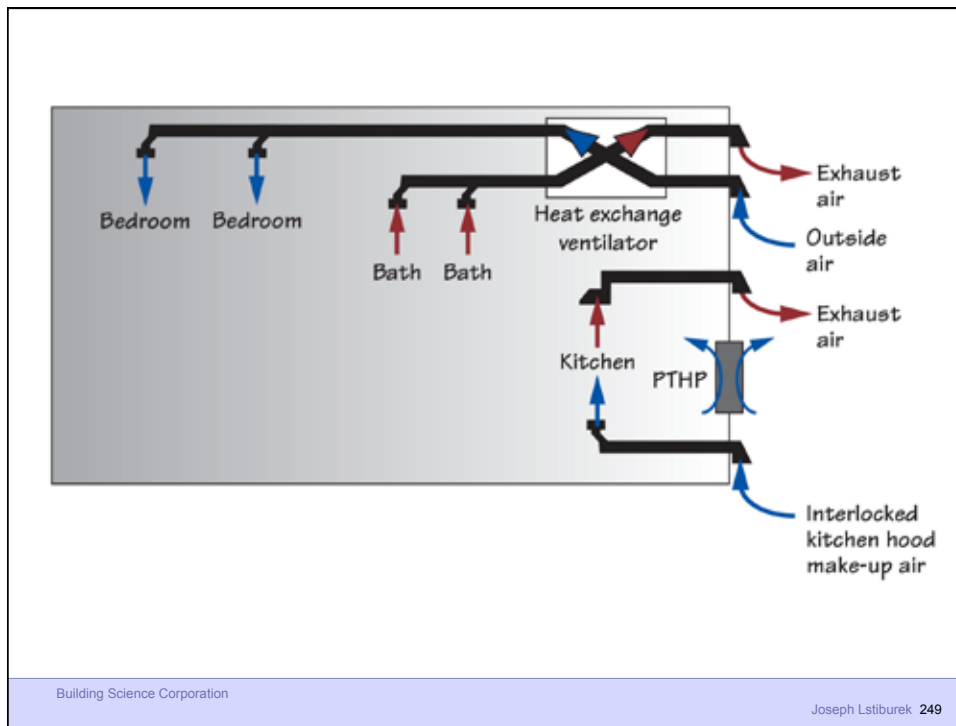 Exhaust
air
Bedroom Bedroom
Heat exchange
ventilator
Outside
air
Bath Bath
Exhaust
air
Kitchen
PTHP
Interlocked
kitchen hood
make-up air
Building Science Corporation
Joseph Lstiburek 249